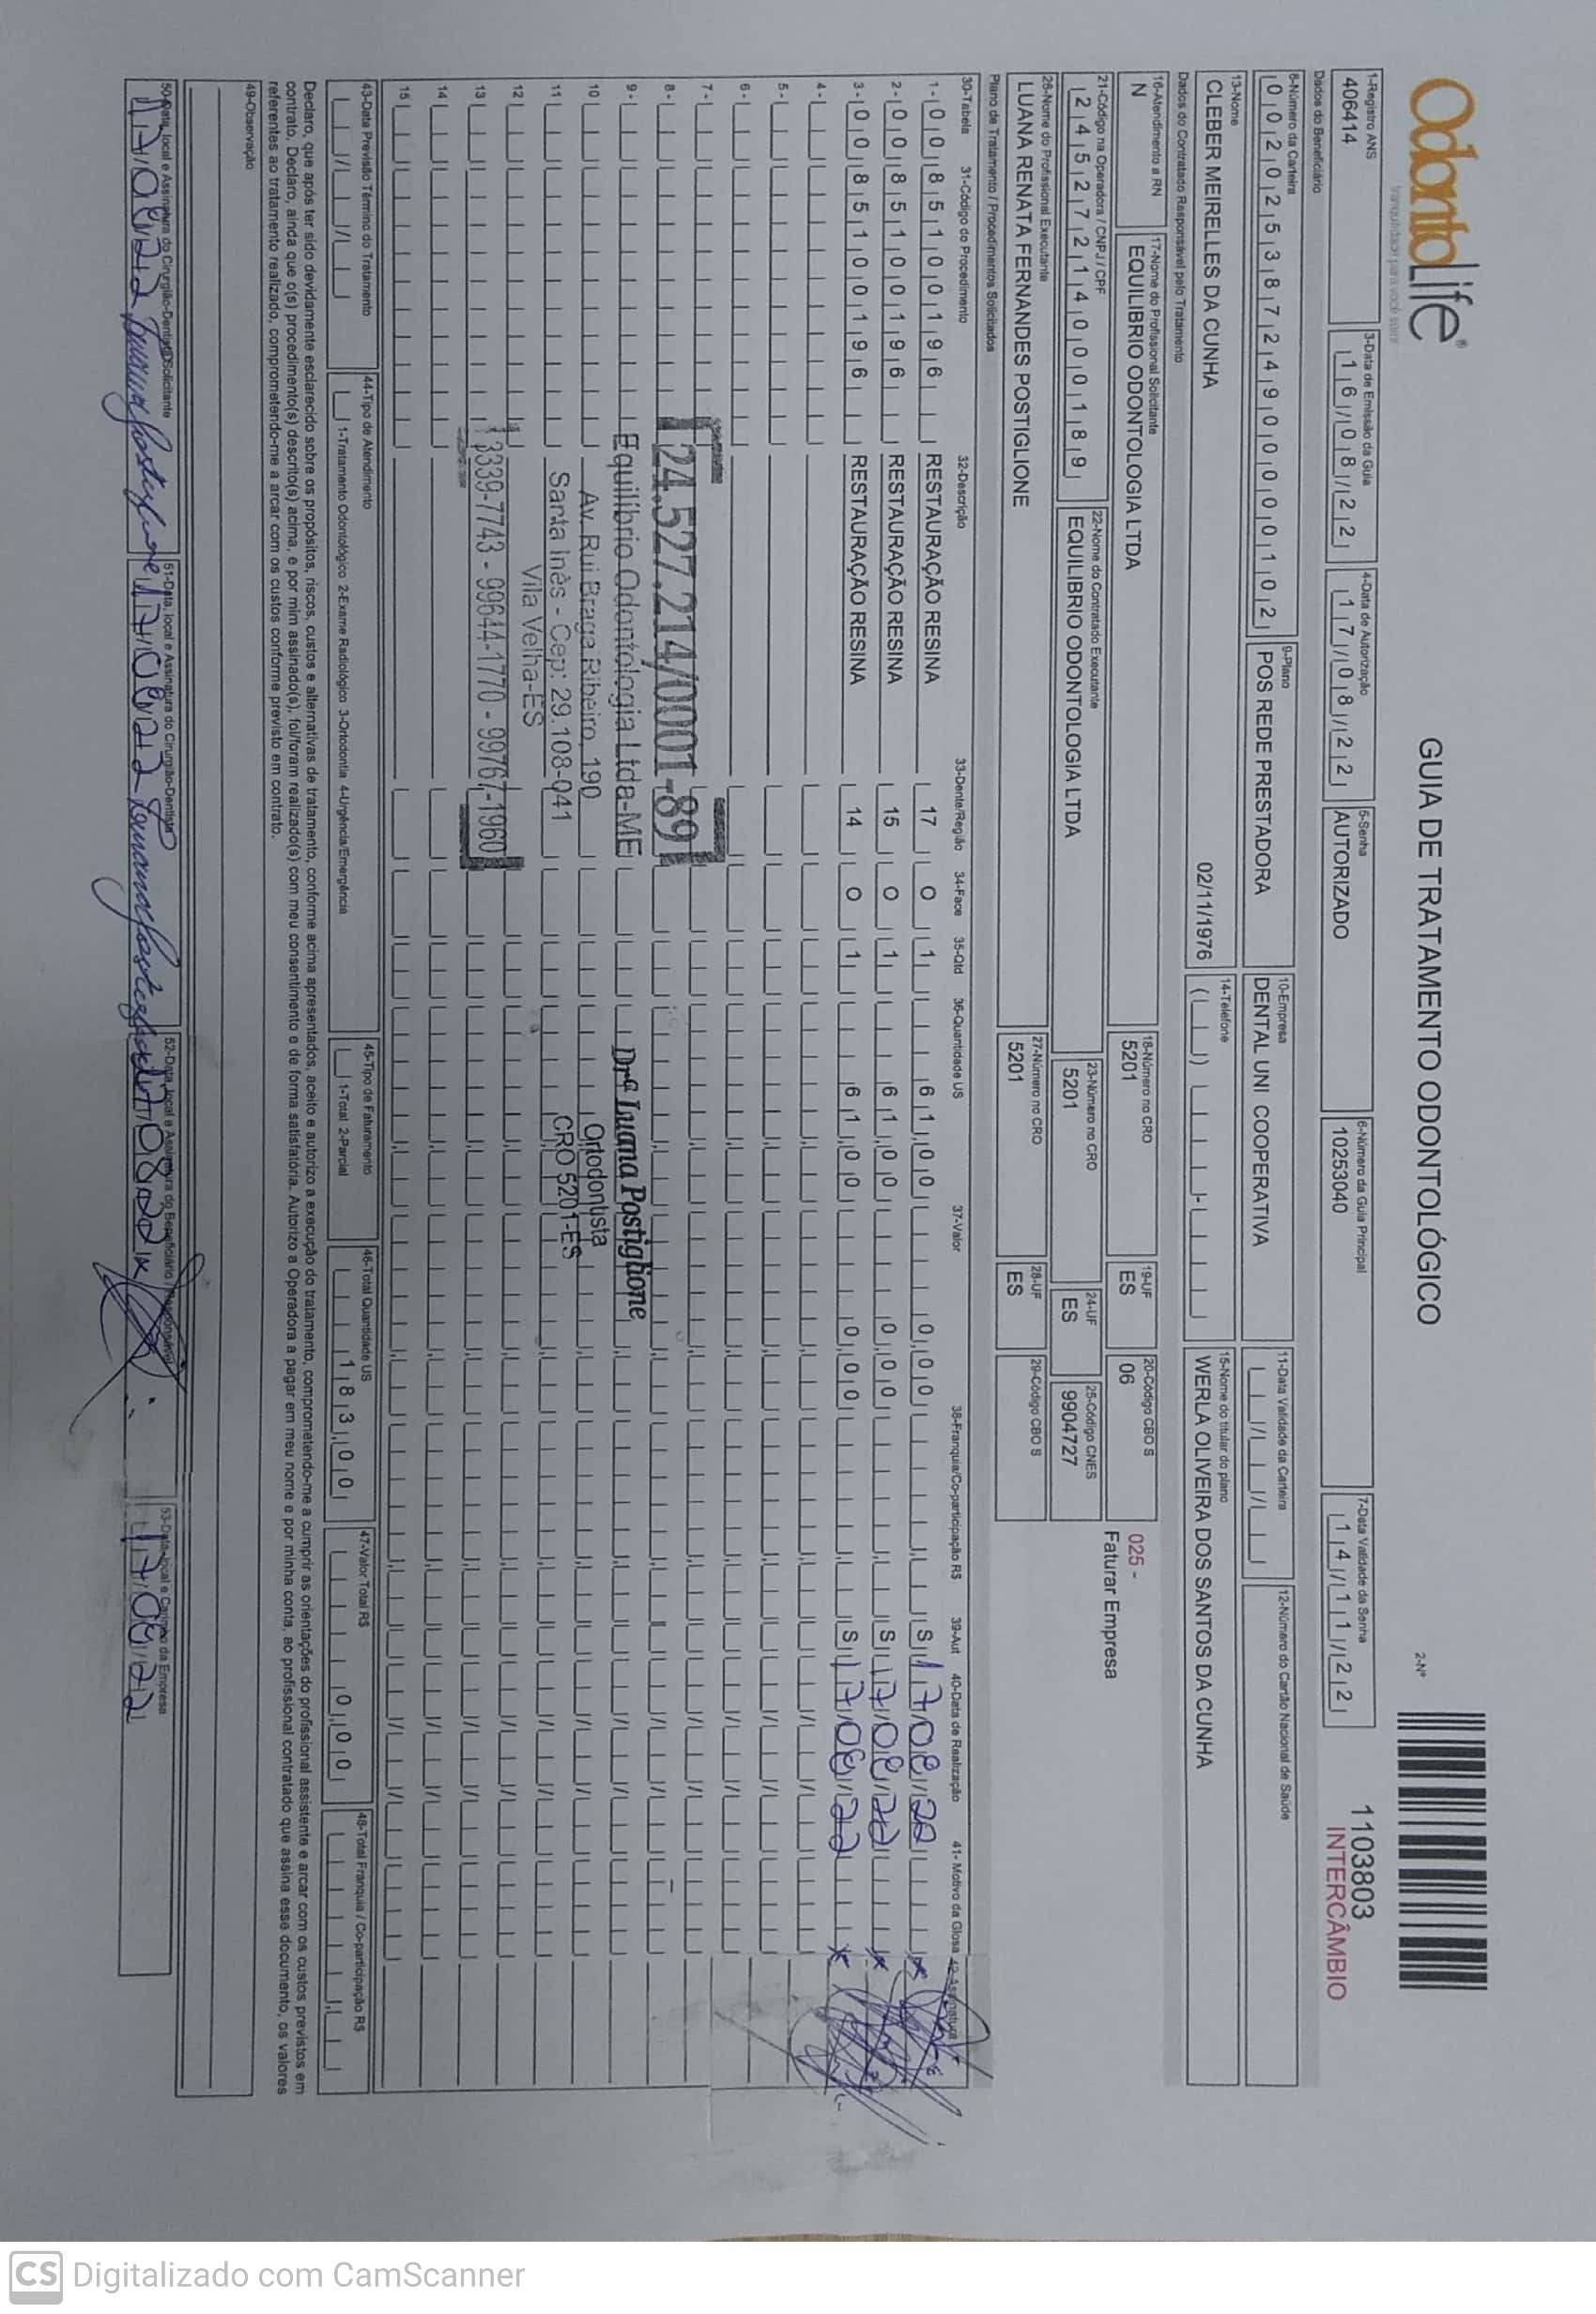 OdontoLife®
tranquilidade para você sorrir
GUIA DE TRATAMENTO ODONTOLÓGICO
2-Nº
1103803
INTERCÂMBIO
1-Registro ANS
406414
3-Data de Emissão da Guia
16/08/22
4-Data de Autorização
17/08/22
5-Senha
AUTORIZADO
6-Número da Guia Principal
10253040
7-Data Validade da Senha
14/11/22
Dados do Beneficiário
8-Número da Carteira
00202538724900000102
9-Plano
POS REDE PRESTADORA
10-Empresa
DENTAL UNI COOPERATIVA
11-Data Validade da Carteira
12-Número do Cartão Nacional de Saúde
13-Nome
CLEBER MEIRELLES DA CUNHA 02/11/1976
14-Telefone
15-Nome do titular do plano
WERLA OLIVEIRA DOS SANTOS DA CUNHA
Dados do Contratado Responsável pelo Tratamento
16-Atendimento a RN
N
17-Nome do Profissional Solicitante
EQUILIBRIO ODONTOLOGIA LTDA
18-Número no CRO
5201
19-UF
ES
20-Código CBO S
06
025 -
Faturar Empresa
21-Código na Operadora / CNPJ / CPF
24527214000189
22-Nome do Contratado Executante
EQUILIBRIO ODONTOLOGIA LTDA
23-Número no CRO
5201
24-UF
ES
25-Código CNES
9904727
26-Nome do Profissional Executante
LUANA RENATA FERNANDES POSTIGLIONE
27-Número no CRO
5201
28-UF
ES
29-Código CBO S
Plano de Tratamento / Procedimentos Solicitados
30-Tabela 31-Código do Procedimento 32-Descrição 33-Dente/Região 34-Face 35-Qtd 36-Quantidade US 37-Valor 38-Franquia/Co-participação R$ 39-Aut 40-Data de Realização 41- Motivo da Glosa 42-Assinatura
1 - 00 85100196 RESTAURAÇÃO RESINA 17 O 1 61,00 0,00 S 17/08/22
2 - 00 85100196 RESTAURAÇÃO RESINA 15 O 1 61,00 0,00 S 17/08/22
3 - 00 85100196 RESTAURAÇÃO RESINA 14 O 1 61,00 0,00 S 17/08/22
4 -
5 -
6 -
7 -
8 -
9 -
10
11
12
13
14
15
24.527.214/0001-89
Equilíbrio Odontologia Ltda-ME
Av. Rui Braga Ribeiro, 190
Santa Inês - Cep: 29.108-041
Vila Velha-ES
3339-7743 - 99644-1770 - 99767-1960
Drª Luana Postiglione
Ortodontista
CRO 5201-ES
43-Data Previsão Término do Tratamento
44-Tipo de Atendimento
1-Tratamento Odontológico 2-Exame Radiológico 3-Ortodontia 4-Urgência/Emergência
45-Tipo de Faturamento
1-Total 2-Parcial
46-Total Quantidade US
183,00
47-Valor Total R$
0,00
48-Total Franquia / Co-participação R$
Declaro, que após ter sido devidamente esclarecido sobre os propósitos, riscos, custos e alternativas de tratamento, conforme acima apresentados, aceito e autorizo a execução do tratamento, comprometendo-me a cumprir as orientações do profissional assistente e arcar com os custos previstos em
contrato. Declaro, ainda que o(s) procedimento(s) descrito(s) acima, e por mim assinado(s), foi/foram realizado(s) com meu consentimento e de forma satisfatória. Autorizo a Operadora a pagar em meu nome e por minha conta, ao profissional contratado que assina esse documento, os valores
referentes ao tratamento realizado, comprometendo-me a arcar com os custos conforme previsto em contrato.
49-Observação
50-Data, local e Assinatura do Cirurgião-Dentista Solicitante
17/08/22 Luana Postiglione
51-Data, local e Assinatura do Cirurgião-Dentista
17/08/22 Luana Postiglione
52-Data, local e Assinatura do Beneficiário / Responsável
17/08/22
53-Data, local e Carimbo da Empresa
17/08/22
CS Digitalizado com CamScanner